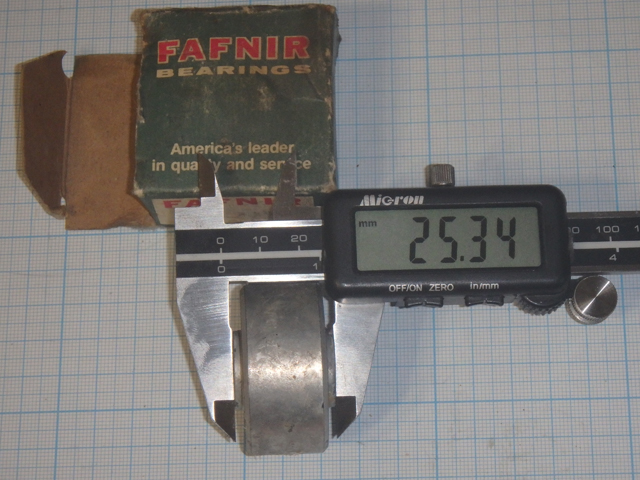 FAFNIR
BEARINGS
America's leader
in quality and service
FAFNIR
Micron
mm
25.34
OFF/ON ZERO in/mm
0 10 20
0 1
100
4